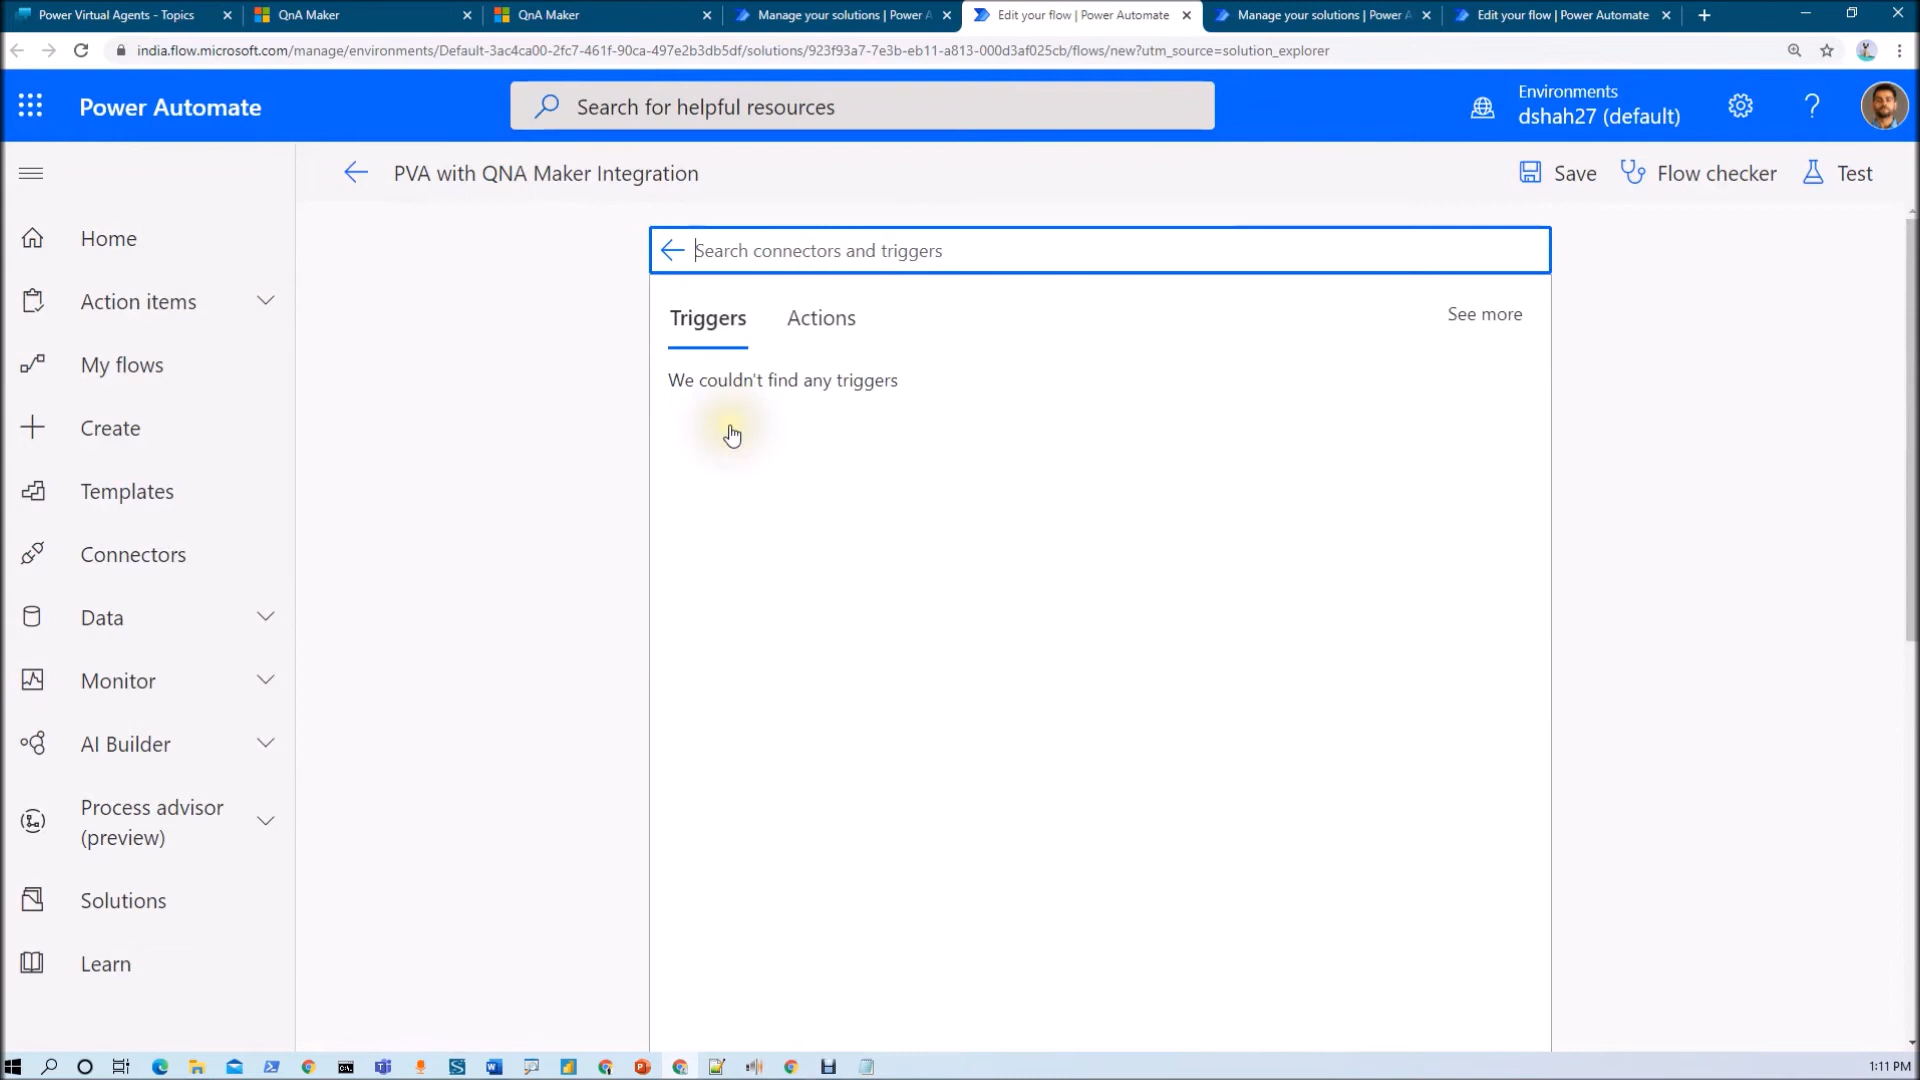 Power Virtual Agents - Topics
QnA Maker
QnA Maker
Manage your solutions | Power A
Edit your flow | Power Automate
Manage your solutions | Power A
Edit your flow | Power Automate
india.flow.microsoft.com/manage/environments/Default-3ac4ca00-2fc7-461f-90ca-497e2b3db5df/solutions/923f93a7-7e3b-eb11-a813-000d3af025cb/flows/new?utm_source=solution_explorer
Power Automate
Search for helpful resources
Environments
dshah27 (default)
PVA with QNA Maker Integration
Save
Flow checker
Test
Home
Action items
My flows
Create
Templates
Connectors
Data
Monitor
AI Builder
Process advisor
(preview)
Solutions
Learn
Search connectors and triggers
Triggers
Actions
See more
We couldn't find any triggers
1:11 PM